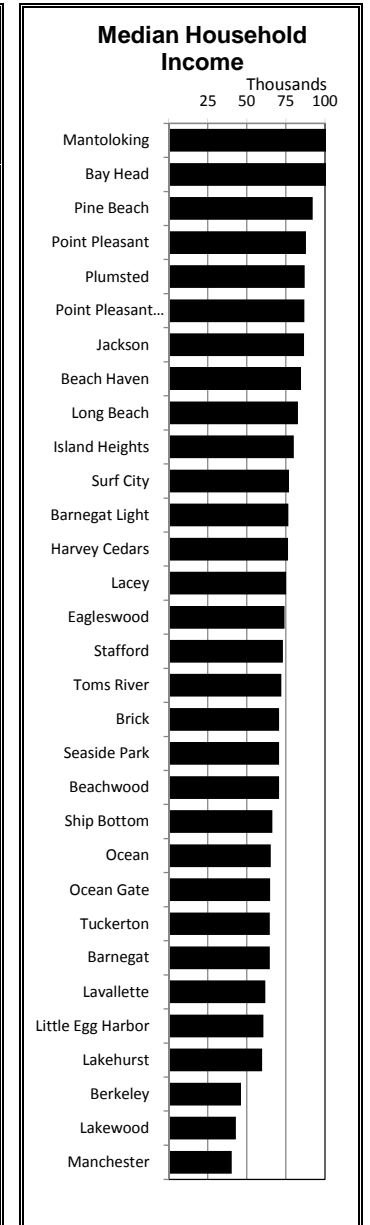 Median Household
Income
Thousands
25 50 75 100
Mantoloking
Bay Head
Pine Beach
Point Pleasant
Plumsted
Point Pleasant...
Jackson
Beach Haven
Long Beach
Island Heights
Surf City
Barnegat Light
Harvey Cedars
Lacey
Eagleswood
Stafford
Toms River
Brick
Seaside Park
Beachwood
Ship Bottom
Ocean
Ocean Gate
Tuckerton
Barnegat
Lavallette
Little Egg Harbor
Lakehurst
Berkeley
Lakewood
Manchester